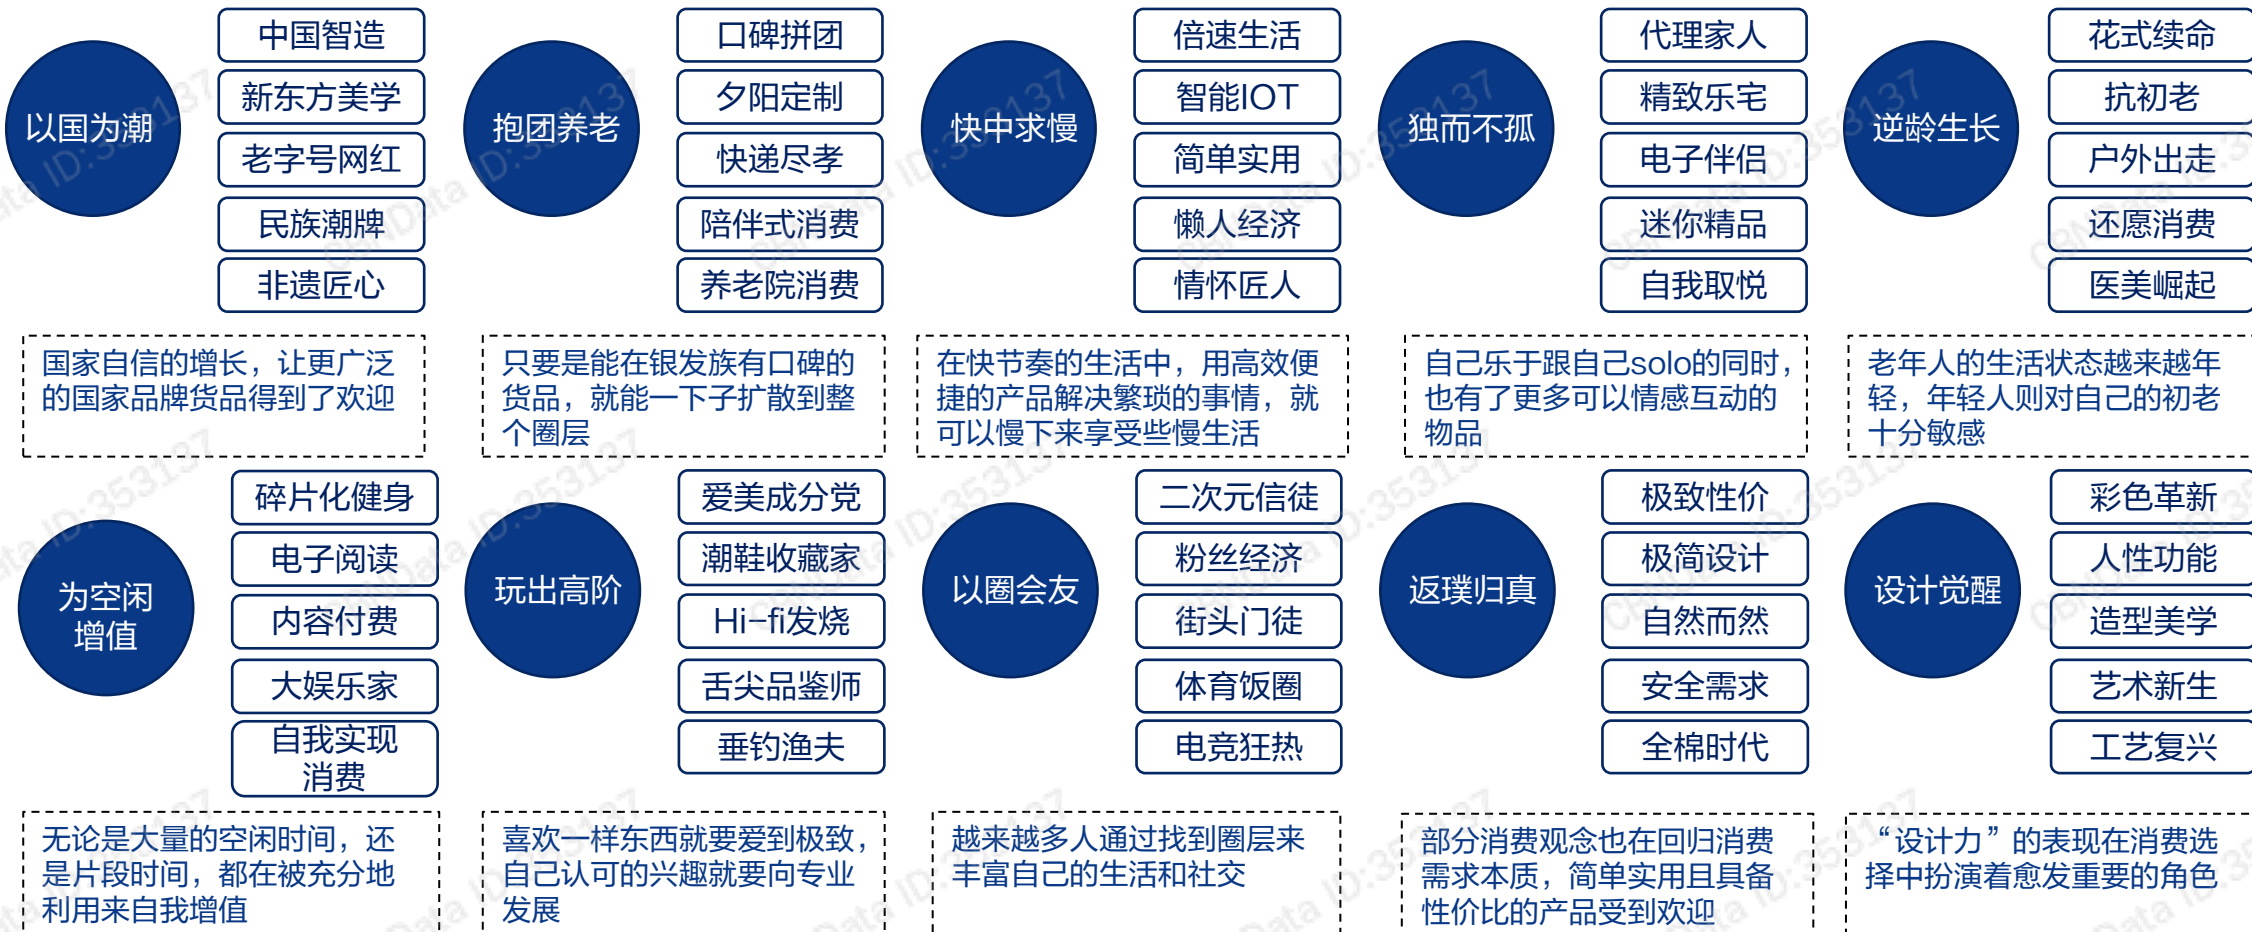 以国为潮
中国智造
新东方美学
老字号网红
民族潮牌
非遗匠心
国家自信的增长，让更广泛
的国家品牌货品得到了欢迎
抱团养老
口碑拼团
夕阳定制
快递尽孝
陪伴式消费
养老院消费
只要是能在银发族有口碑的
货品，就能一下子扩散到整
个圈层
快中求慢
倍速生活
智能IOT
简单实用
懒人经济
情怀匠人
在快节奏的生活中，用高效便
捷的产品解决繁琐的事情，就
可以慢下来享受些慢生活
独而不孤
代理家人
精致乐宅
电子伴侣
迷你精品
自我取悦
自己乐于跟自己solo的同时，
也有了更多可以情感互动的
物品
逆龄生长
花式续命
抗初老
户外出走
还愿消费
医美崛起
老年人的生活状态越来越年
轻，年轻人则对自己的初老
十分敏感
为空闲
增值
碎片化健身
电子阅读
内容付费
大娱乐家
自我实现
消费
无论是大量的空闲时间，还
是片段时间，都在被充分地
利用来自我增值
玩出高阶
爱美成分党
潮鞋收藏家
Hi-fi发烧
舌尖品鉴师
垂钓渔夫
喜欢一样东西就要爱到极致，
自己认可的兴趣就要向专业
发展
以圈会友
二次元信徒
粉丝经济
街头门徒
体育饭圈
电竞狂热
越来越多人通过找到圈层来
丰富自己的生活和社交
返璞归真
极致性价
极简设计
自然而然
安全需求
全棉时代
部分消费观念也在回归消费
需求本质，简单实用且具备
性价比的产品受到欢迎
设计觉醒
彩色革新
人性功能
造型美学
艺术新生
工艺复兴
“设计力”的表现在消费选
择中扮演着愈发重要的角色
CBNData ID:353137